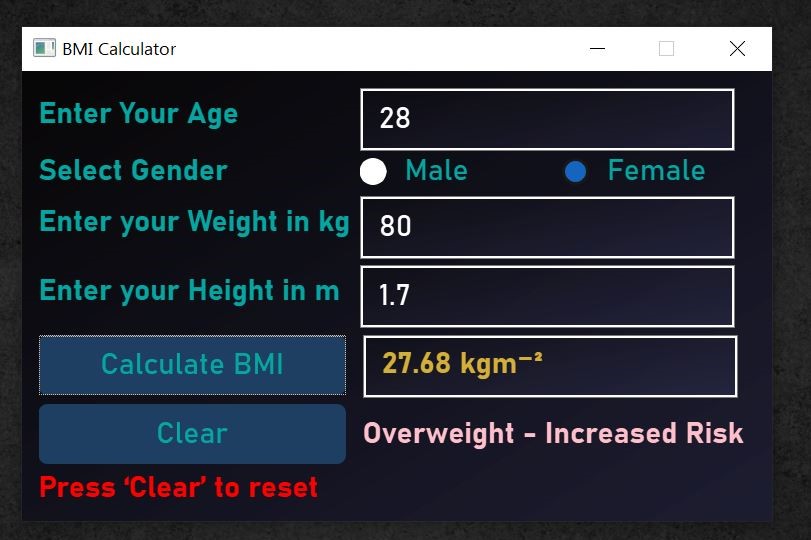 BMI Calculator
Enter Your Age
28
Select Gender
Male
Female
Enter your Weight in kg
80
Enter your Height in m
1.7
Calculate BMI
27.68 kgm⁻²
Clear
Overweight - Increased Risk
Press ‘Clear’ to reset